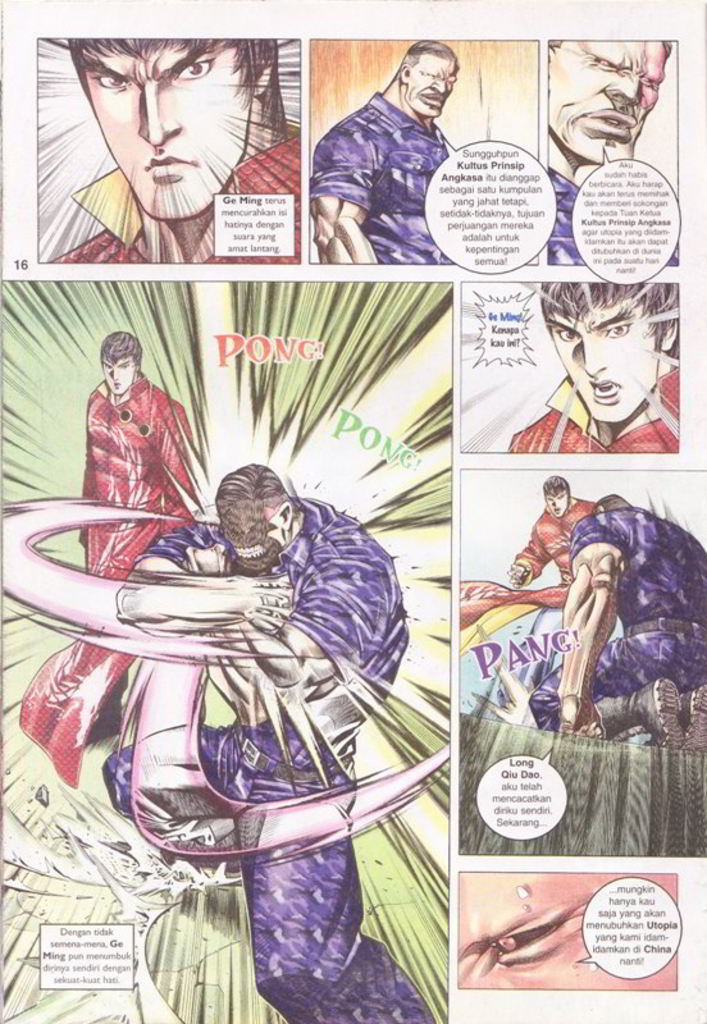 Ge Ming terus
mencurahkan isi
hatinya dengan
suara yang
amat lantang.
Sungguhpun
Kultus Prinsip
Angkasa itu dianggap
sebagai satu kumpulan
yang jahat tetapi,
setidak-tidaknya, tujuan
perjuangan mereka
adalah untuk
kepentingan
semua!
Aku
sudah habis
berbicara. Aku harap
kau akan terus memihak
dan memberi sokongan
kepada Tuan Ketua
Kultus Prinsip Angkasa
agar utopia yang diidam-
idamkan itu akan dapat
ditubuhkan di dunia
ini pada suatu hari
nanti!
16
PONG!
PONG!
Ge Ming!
Kenapa
kau ini?
PANG!
Long
Qiu Dao,
aku telah
mencacatkan
diriku sendiri.
Sekarang...
Dengan tidak
semena-mena, Ge
Ming pun menumbuk
dirinya sendiri dengan
sekuat-kuat hati.
...mungkin
hanya kau
saja yang akan
menubuhkan Utopia
yang kami idam-
idamkan di China
nanti!